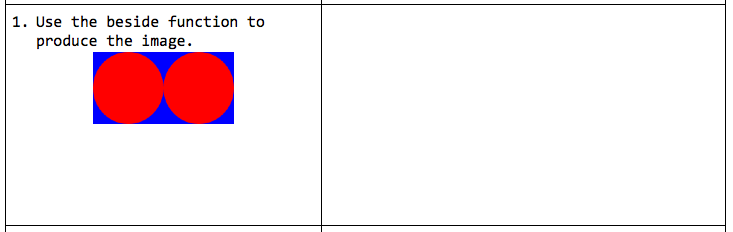 1. Use the beside function to
produce the image.